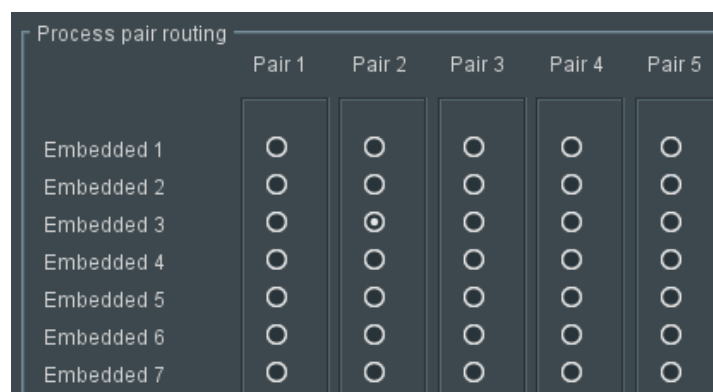 Process pair routing
Pair 1 Pair 2 Pair 3 Pair 4 Pair 5
Embedded 1
Embedded 2
Embedded 3
Embedded 4
Embedded 5
Embedded 6
Embedded 7